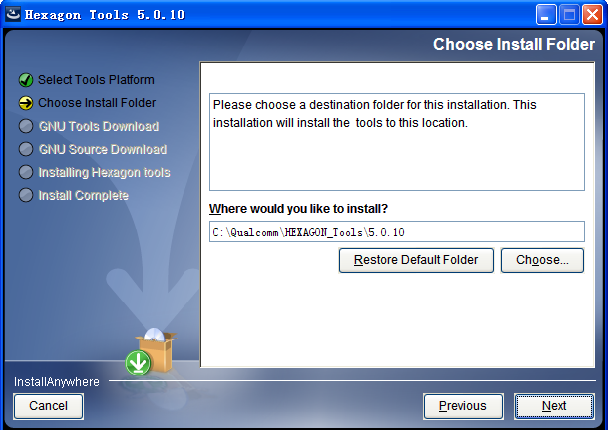 Hexagon Tools 5.0.10
Choose Install Folder
Select Tools Platform
Choose Install Folder
GNU Tools Download
GNU Source Download
Installing Hexagon tools
Install Complete
Please choose a destination folder for this installation. This
installation will install the tools to this location.
Where would you like to install?
C:\Qualcomm\HEXAGON_Tools\5.0.10
Restore Default Folder
Choose...
InstallAnywhere
Cancel
Previous
Next